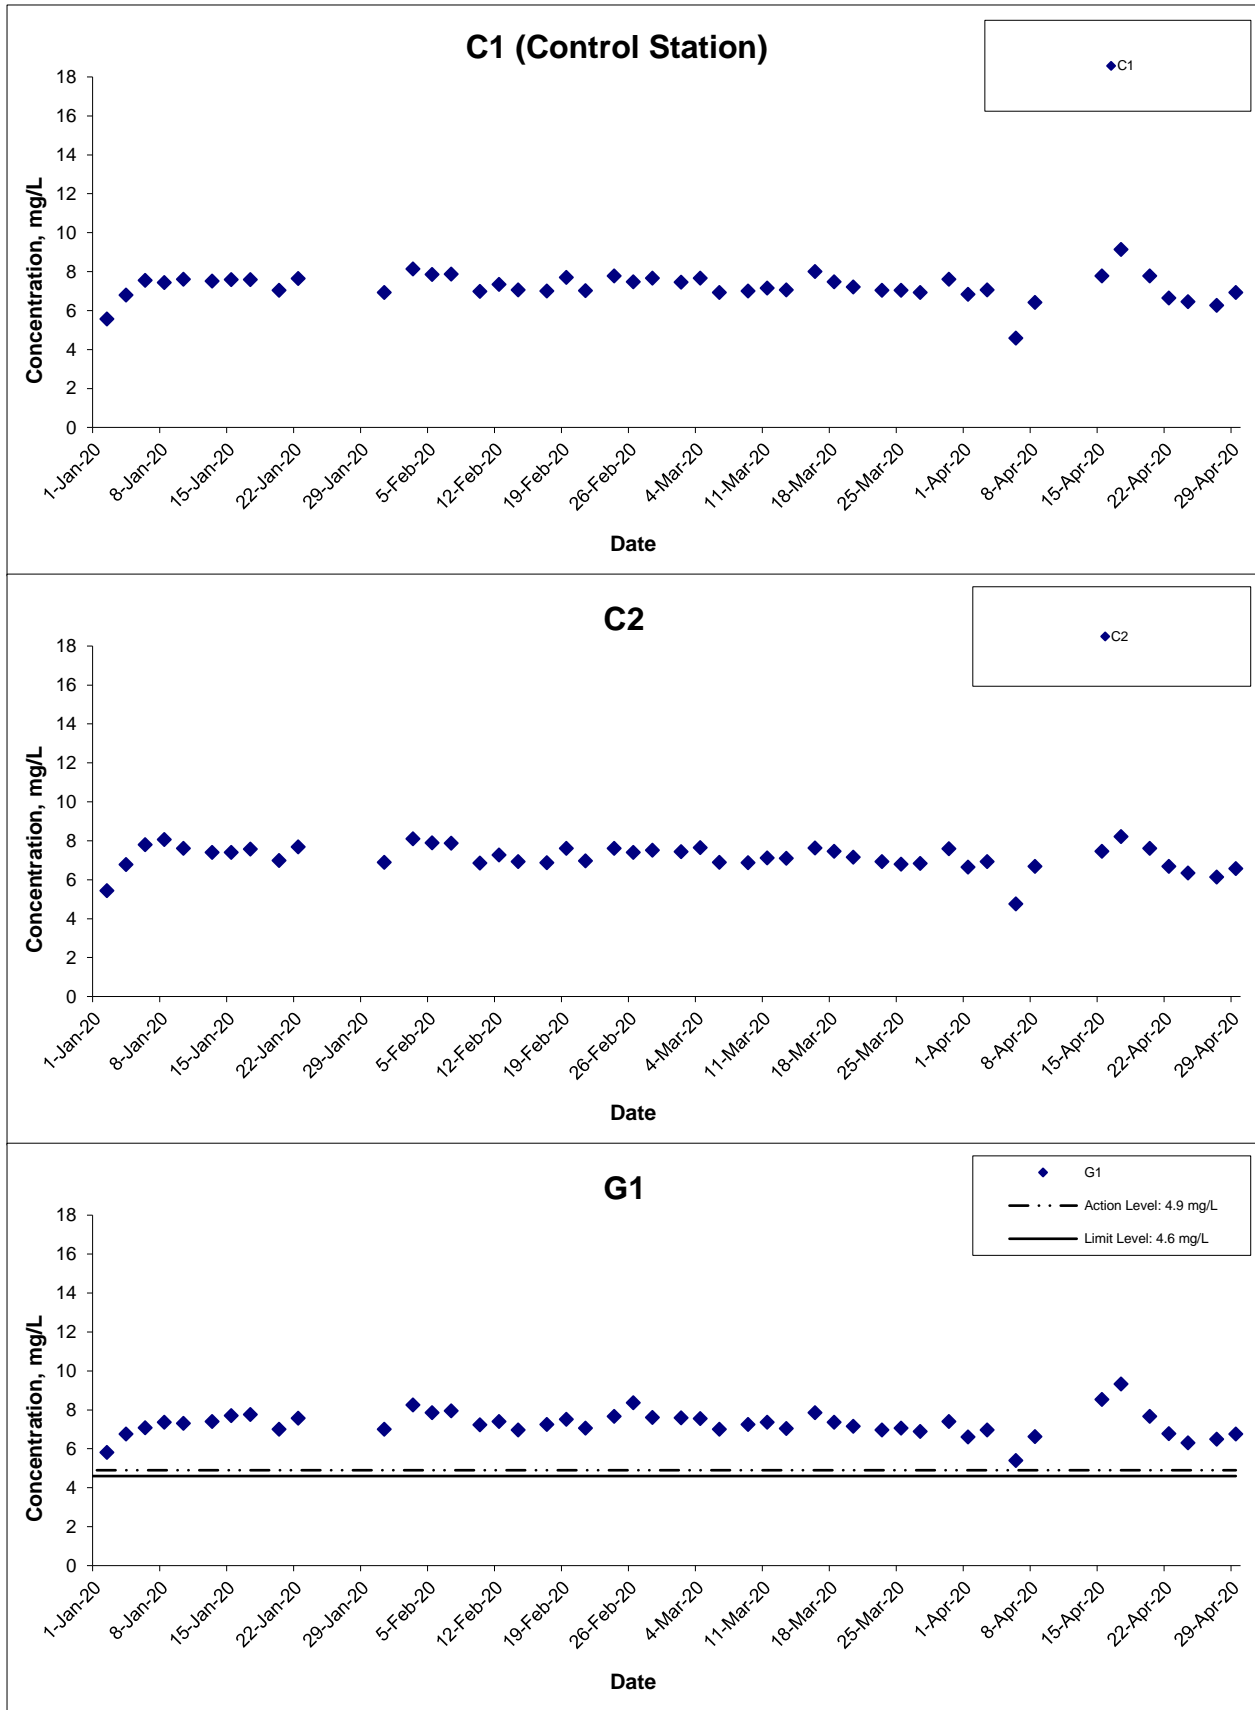 C1 (Control Station)
C1
Concentration, mg/L
18
16
14
12
10
8
6
4
2
0
1-Jan-20
8-Jan-20
15-Jan-20
22-Jan-20
29-Jan-20
5-Feb-20
12-Feb-20
19-Feb-20
26-Feb-20
4-Mar-20
11-Mar-20
18-Mar-20
25-Mar-20
1-Apr-20
8-Apr-20
15-Apr-20
22-Apr-20
29-Apr-20
Date
C2
C2
Concentration, mg/L
18
16
14
12
10
8
6
4
2
0
1-Jan-20
8-Jan-20
15-Jan-20
22-Jan-20
29-Jan-20
5-Feb-20
12-Feb-20
19-Feb-20
26-Feb-20
4-Mar-20
11-Mar-20
18-Mar-20
25-Mar-20
1-Apr-20
8-Apr-20
15-Apr-20
22-Apr-20
29-Apr-20
Date
G1
G1
Action Level: 4.9 mg/L
Limit Level: 4.6 mg/L
Concentration, mg/L
18
16
14
12
10
8
6
4
2
0
1-Jan-20
8-Jan-20
15-Jan-20
22-Jan-20
29-Jan-20
5-Feb-20
12-Feb-20
19-Feb-20
26-Feb-20
4-Mar-20
11-Mar-20
18-Mar-20
25-Mar-20
1-Apr-20
8-Apr-20
15-Apr-20
22-Apr-20
29-Apr-20
Date